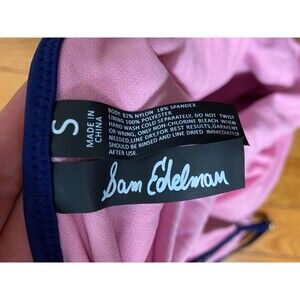 S
MADE IN
CHINA
BODY: 82% NYLON 18% SPANDEX
LINING 100% POLYESTER
HAND WASH COLD SEPARATELY, DO NOT TWIST
OR WRING, ONLY NON-CHLORINE BLEACH WHEN
NEEDED, LINE DRY. FOR BEST RESULTS, GARMENT
SHOULD BE RINSED AND LINE DRIED IMMEDIATELY
AFTER USE.
Sam Edelman